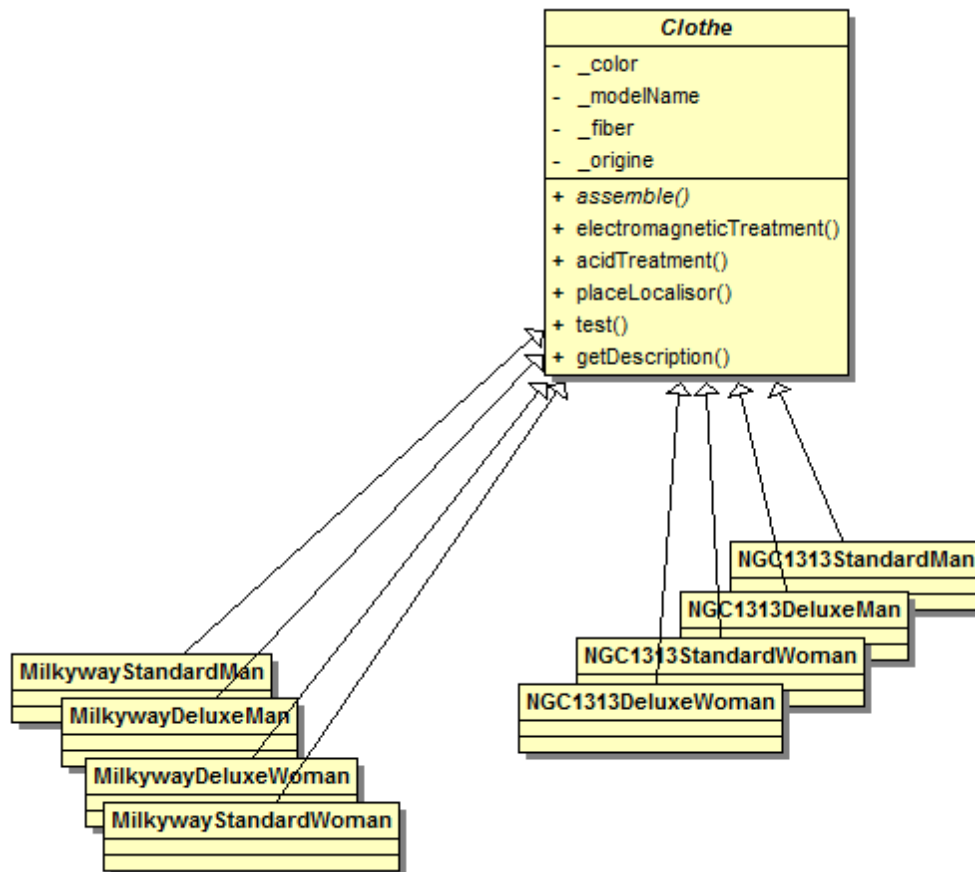 Clothe
- _color
- _modelName
- _fiber
- _origine
+ assemble()
+ electromagneticTreatment()
+ acidTreatment()
+ placeLocalisor()
+ test()
+ getDescription()
NGC1313StandardMan
NGC1313DeluxeMan
NGC1313StandardWoman
NGC1313DeluxeWoman
MilkywayStandardMan
MilkywayDeluxeMan
MilkywayDeluxeWoman
MilkywayStandardWoman